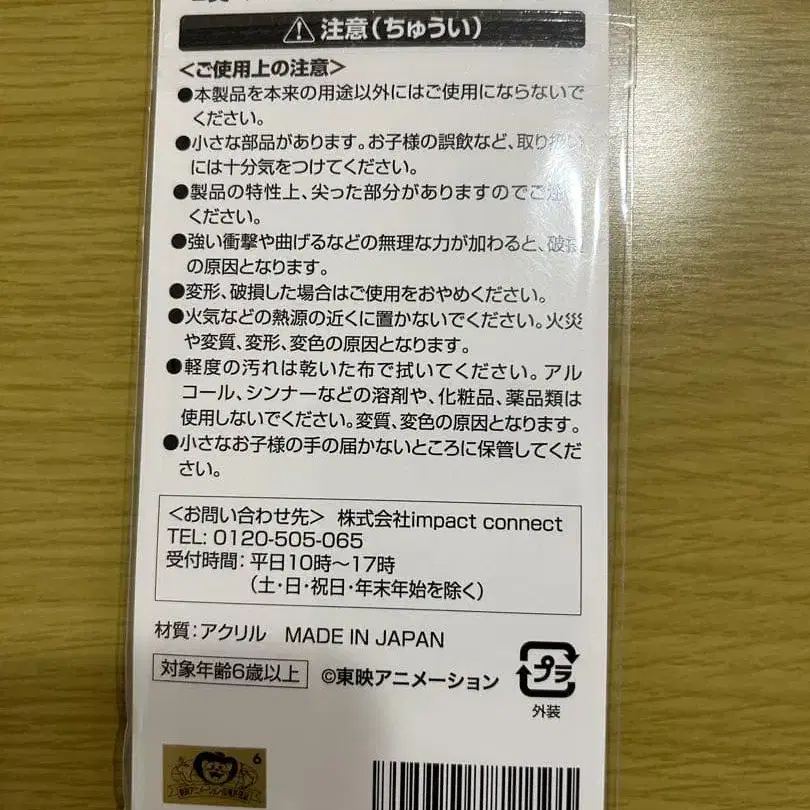 ⚠ 注意(ちゅうい)
<ご使用上の注意>
●本製品を本来の用途以外にはご使用にならないで
ください。
●小さな部品があります。お子様の誤飲など、取り扱い
には十分気をつけてください。
●製品の特性上、尖った部分がありますのでご注
ください。
●強い衝撃や曲げるなどの無理な力が加わると、破損
の原因となります。
●変形、破損した場合はご使用をおやめください。
●火気などの熱源の近くに置かないでください。火災
や変質、変形、変色の原因となります。
●軽度の汚れは乾いた布で拭いてください。アル
コール、シンナーなどの溶剤や、化粧品、薬品類は
使用しないでください。変質、変色の原因となります。
●小さなお子様の手の届かないところに保管してくだ
さい。
<お問い合わせ先> 株式会社impact connect
TEL: 0120-505-065
受付時間：平日10時～17時
(土・日・祝日・年末年始を除く)
材質：アクリル MADE IN JAPAN
対象年齢6歳以上 ©東映アニメーション
プラ
外装
6